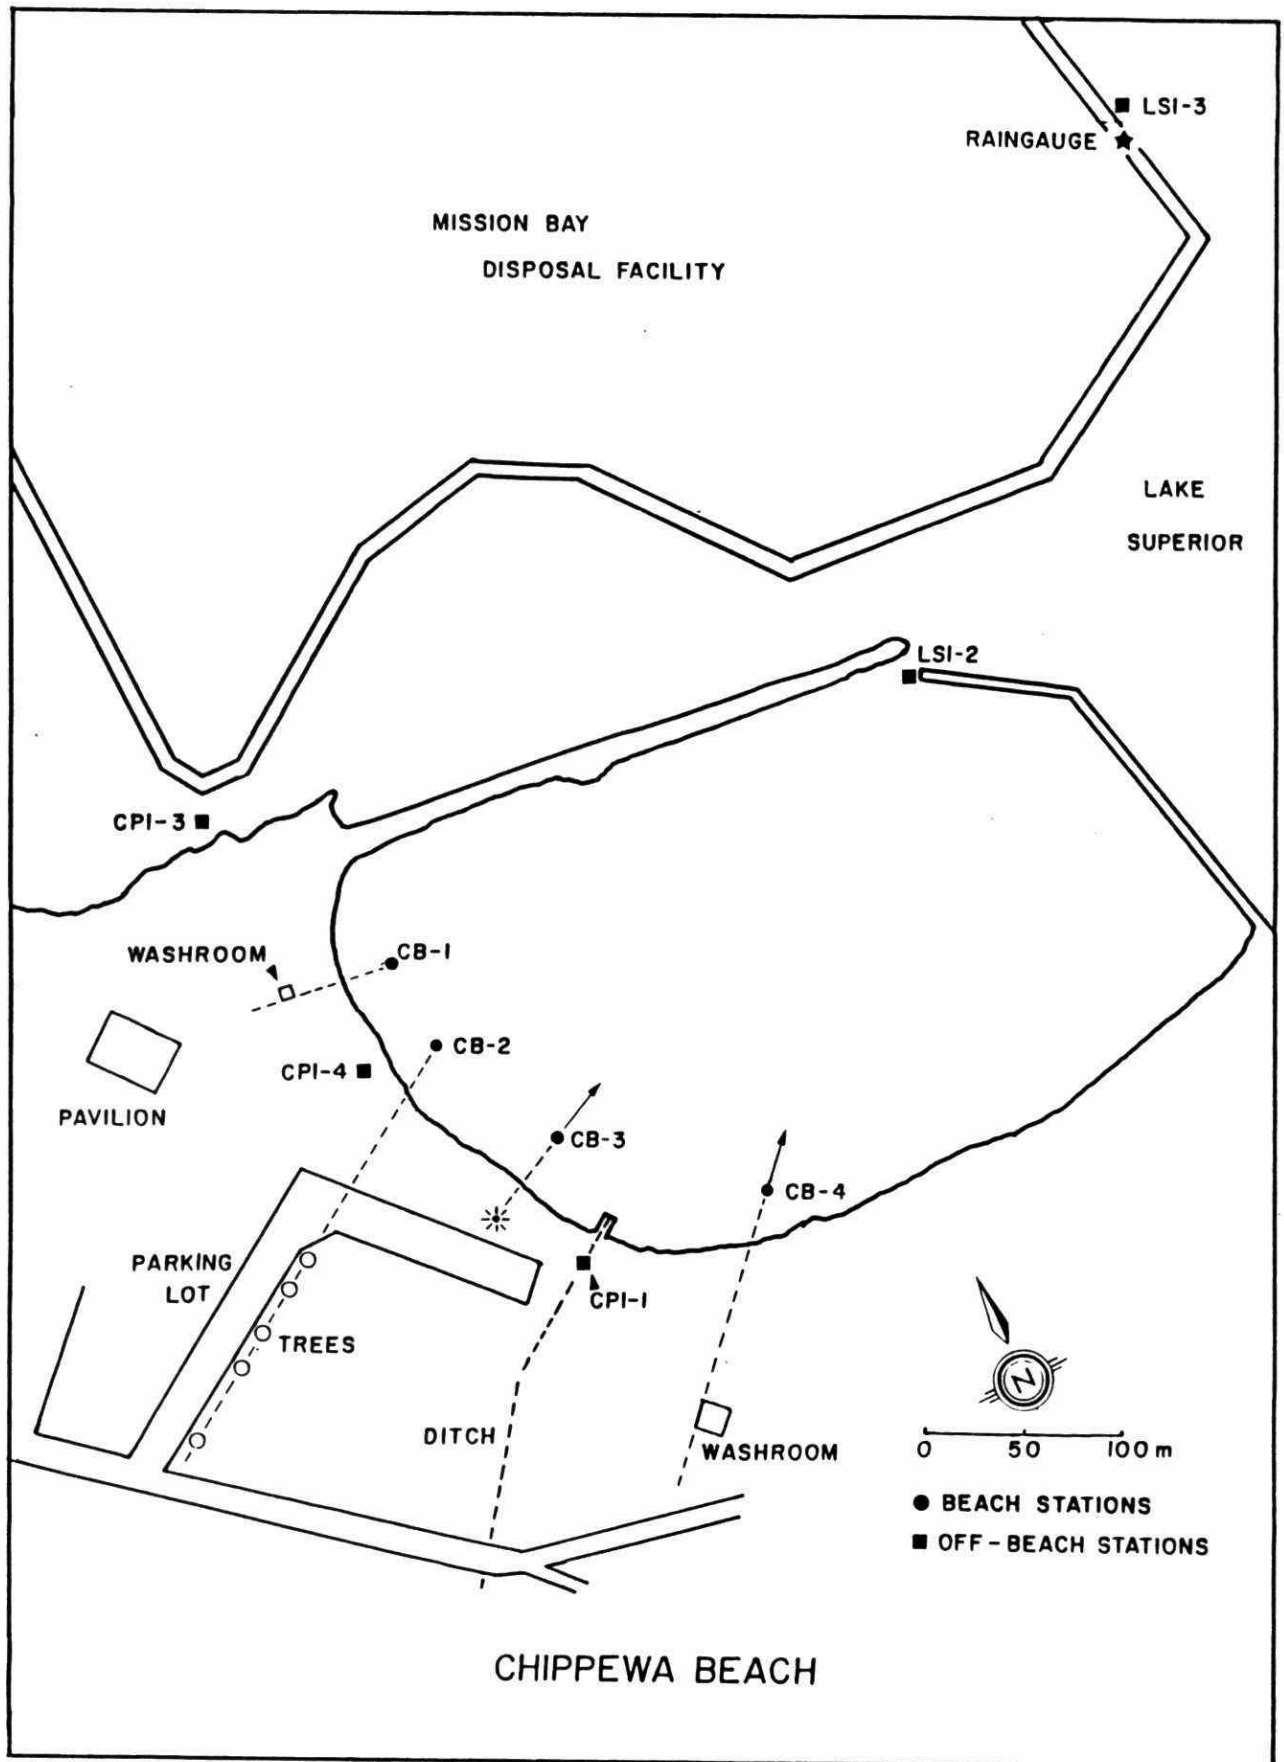 LSI-3
RAINGAUGE
MISSION BAY
DISPOSAL FACILITY
LAKE
SUPERIOR
LSI-2
CPI-3
WASHROOM
CB-1
CB-2
CPI-4
PAVILION
CB-3
CB-4
PARKING
LOT
CPI-1
TREES
N
DITCH
WASHROOM
0 50 100 m
BEACH STATIONS
OFF-BEACH STATIONS
CHIPPEWA BEACH